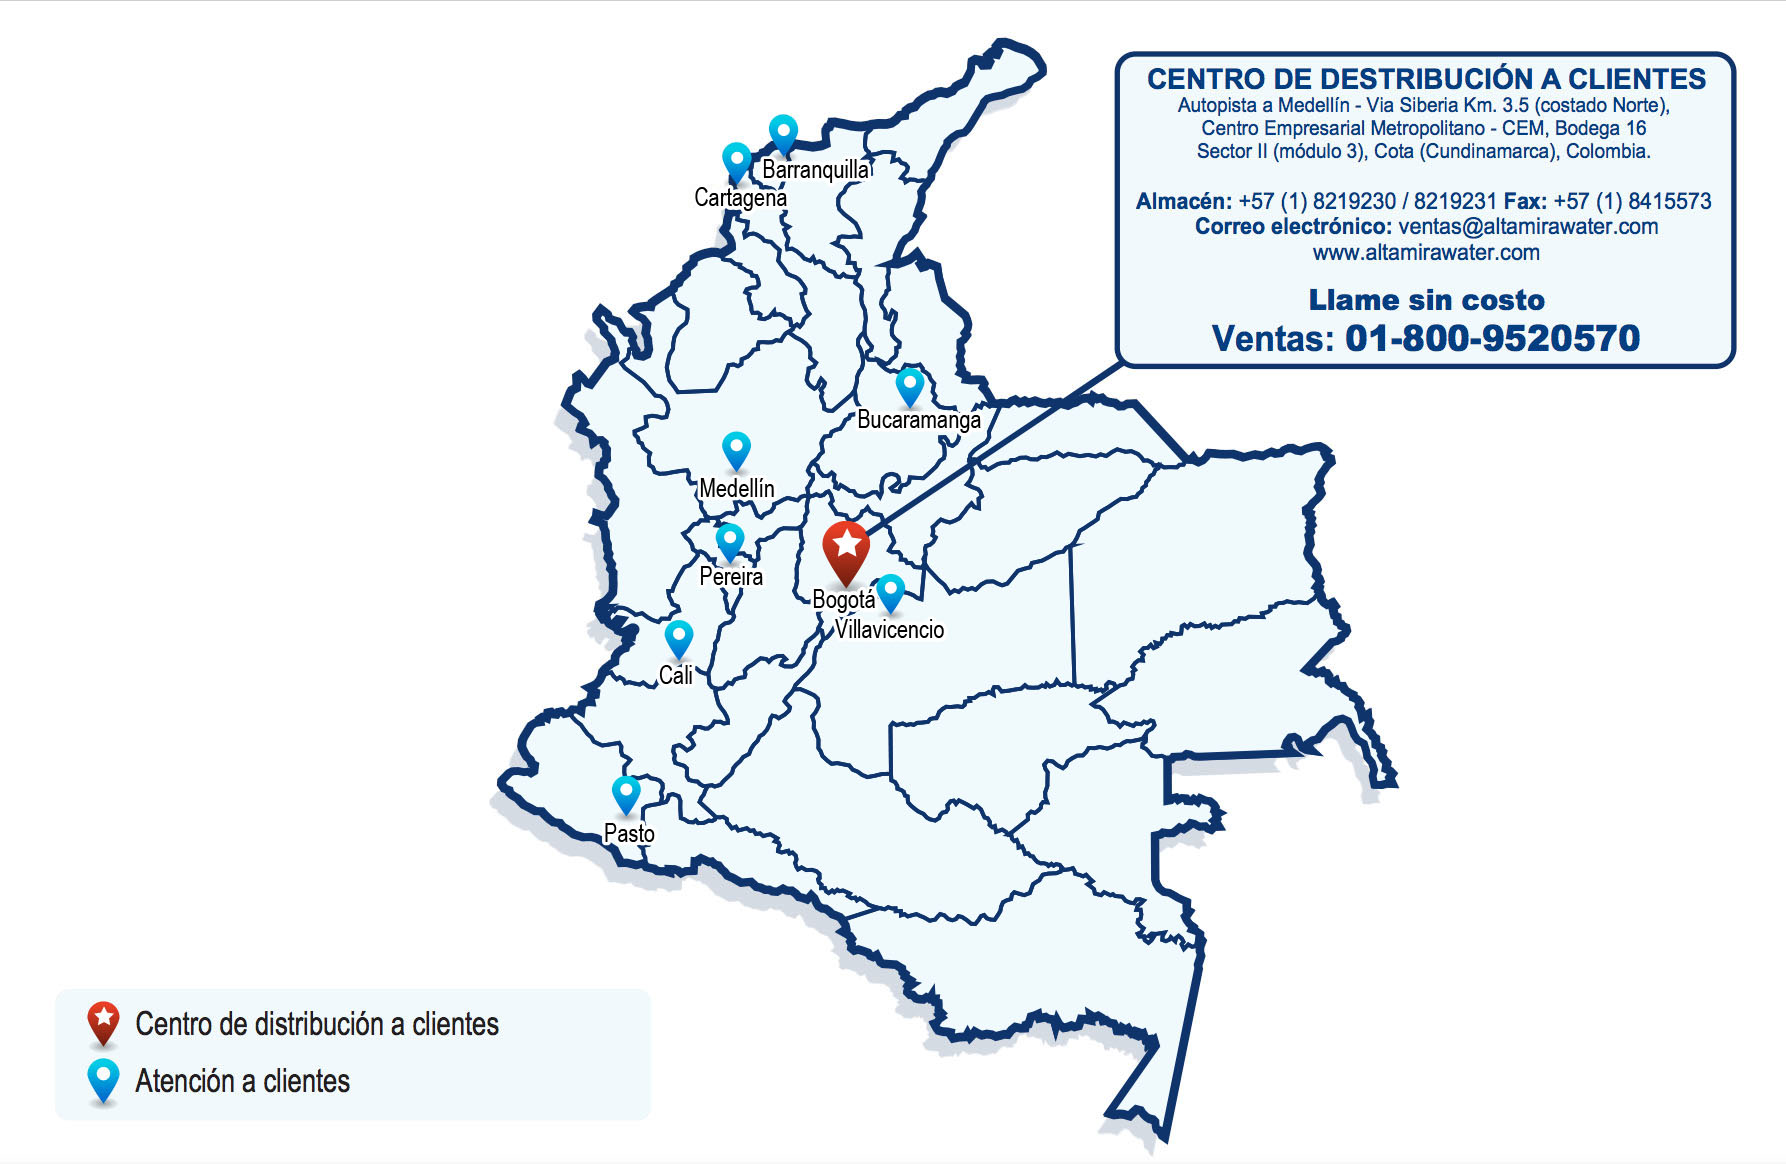 CENTRO DE DESTRIBUCIÓN A CLIENTES
Autopista a Medellín - Via Siberia Km. 3.5 (costado Norte),
Centro Empresarial Metropolitano - CEM, Bodega 16
Sector II (módulo 3), Cota (Cundinamarca), Colombia.
Almacén: +57 (1) 8219230 / 8219231 Fax: +57 (1) 8415573
Correo electrónico: ventas@altamirawater.com
www.altamirawater.com
Llame sin costo
Ventas: 01-800-9520570
Barranquilla
Cartagena
Bucaramanga
Medellín
Pereira
Bogotá
Villavicencio
Cali
Pasto
Centro de distribución a clientes
Atención a clientes